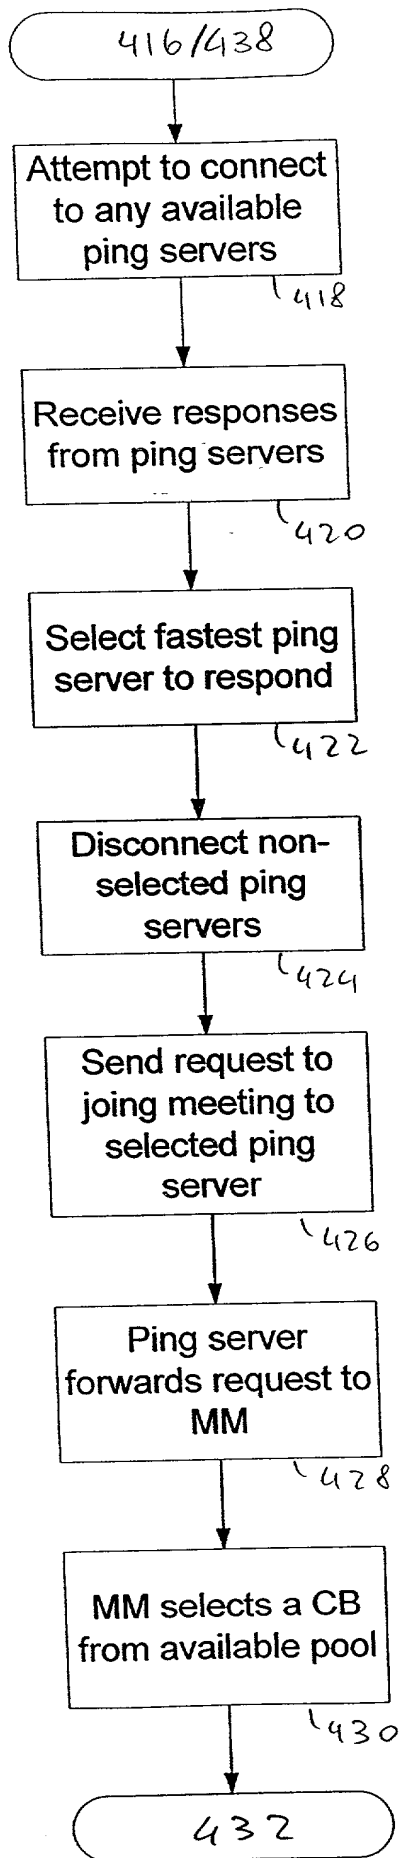 416/438
Attempt to connect
to any available
ping servers
418
Receive responses
from ping servers
420
Select fastest ping
server to respond
422
Disconnect non-
selected ping
servers
424
Send request to
joing meeting to
selected ping
server
426
Ping server
forwards request to
MM
428
MM selects a CB
from available pool
430
432